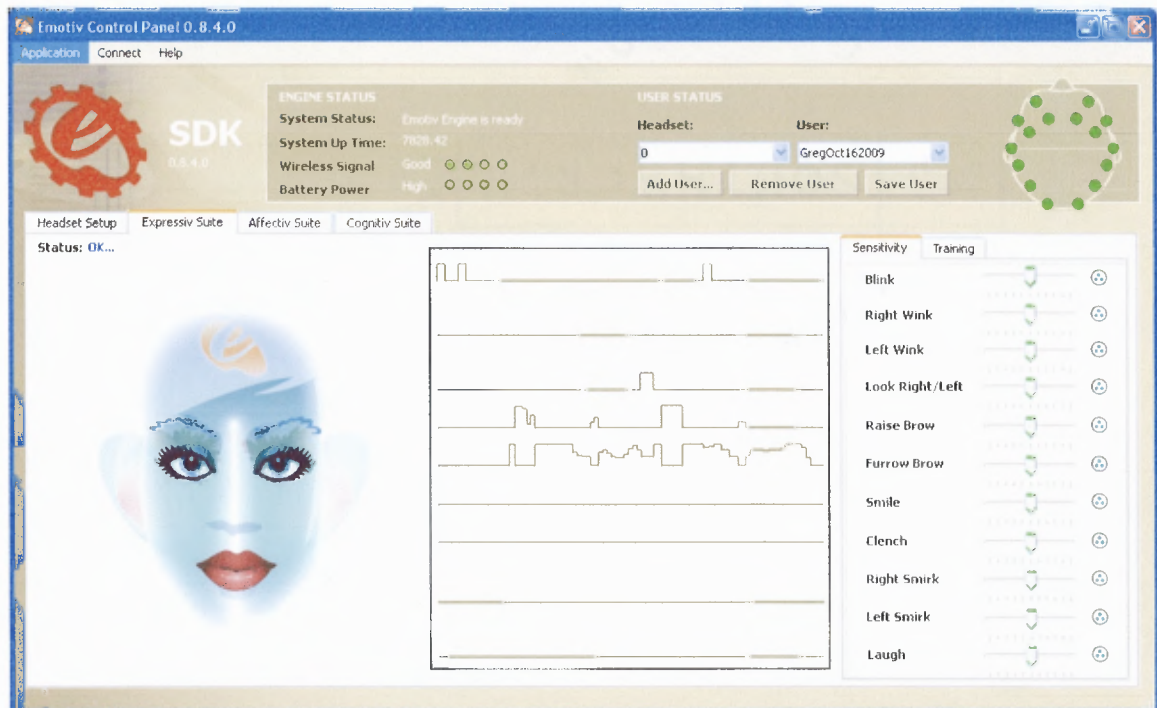 Emotiv Control Panel 0.8.4.0
Application Connect Help
SDK
0.8.4.0
ENGINE STATUS
System Status: Emotiv Engine is ready
System Up Time: 7828.42
Wireless Signal Good
Battery Power High
USER STATUS
Headset: User:
0 GregOct162009
Add User... Remove User Save User
Headset Setup Expressiv Suite Affectiv Suite Cognitiv Suite
Status: OK...
Sensitivity Training
Blink
Right Wink
Left Wink
Look Right/Left
Raise Brow
Furrow Brow
Smile
Clench
Right Smirk
Left Smirk
Laugh